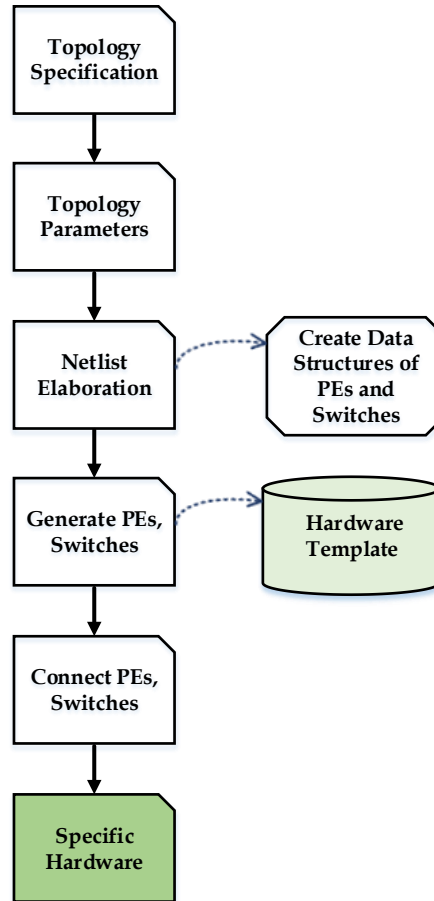 Topology
Specification
Topology
Parameters
Netlist
Elaboration
Create Data
Structures of
PEs and
Switches
Generate PEs,
Switches
Hardware
Template
Connect PEs,
Switches
Specific
Hardware